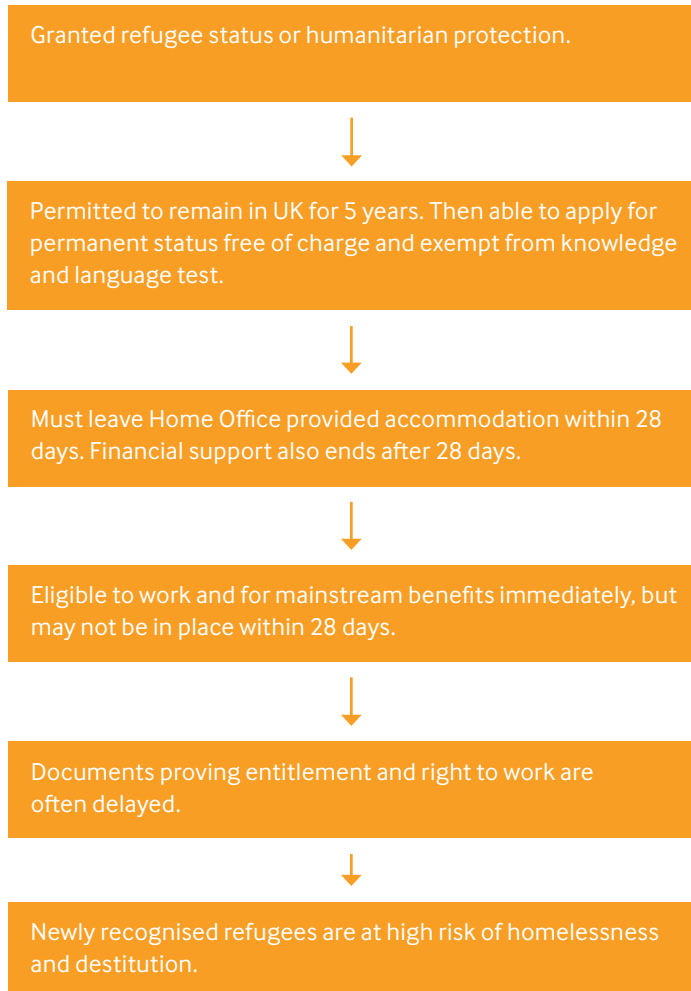 Granted refugee status or humanitarian protection.
Permitted to remain in UK for 5 years. Then able to apply for
permanent status free of charge and exempt from knowledge
and language test.
Must leave Home Office provided accommodation within 28
days. Financial support also ends after 28 days.
Eligible to work and for mainstream benefits immediately, but
may not be in place within 28 days.
Documents proving entitlement and right to work are
often delayed.
Newly recognised refugees are at high risk of homelessness
and destitution.